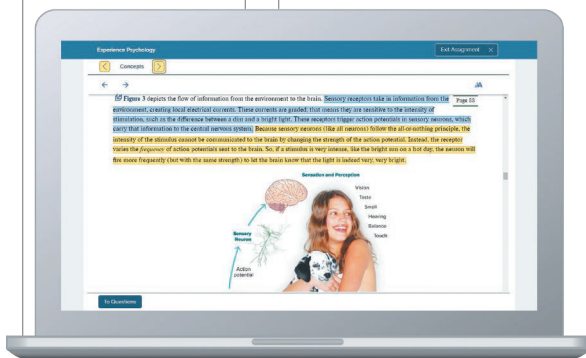 Experience Psychology
Exit Assignment ×
< Concepts >
← →
AA
Page 88
Figure 3 depicts the flow of information from the environment to the brain. Sensory receptors take in information from the
environment, creating local electrical currents. These currents are graded; that means they are sensitive to the intensity of
stimulation, such as the difference between a dim and a bright light. These receptors trigger action potentials in sensory neurons, which
carry that information to the central nervous system. Because sensory neurons (like all neurons) follow the all-or-nothing principle, the
intensity of the stimulus cannot be communicated to the brain by changing the strength of the action potential. Instead, the receptor
varies the frequency of action potentials sent to the brain. So, if a stimulus is very intense, like the bright sun on a hot day, the neuron will
fire more frequently (but with the same strength) to let the brain know that the light is indeed very, very bright.
Sensation and Perception
Vision
Taste
Smell
Hearing
Balance
Touch
Sensory
Neuron
Action
potential
To Questions